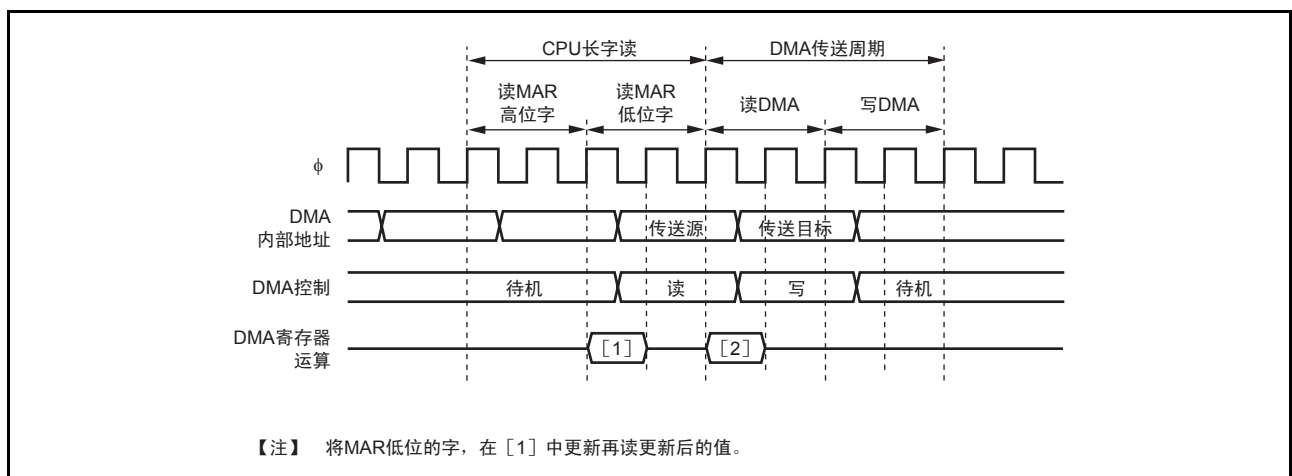 CPU长字读 DMA传送周期
读MAR 读MAR
高位字 低位字 读DMA 写DMA
ϕ
DMA
内部地址 传送源 传送目标
DMA控制 待机 读 写 待机
DMA寄存器
运算 ［1］ ［2］
【注】 将MAR低位的字，在［1］中更新再读更新后的值。